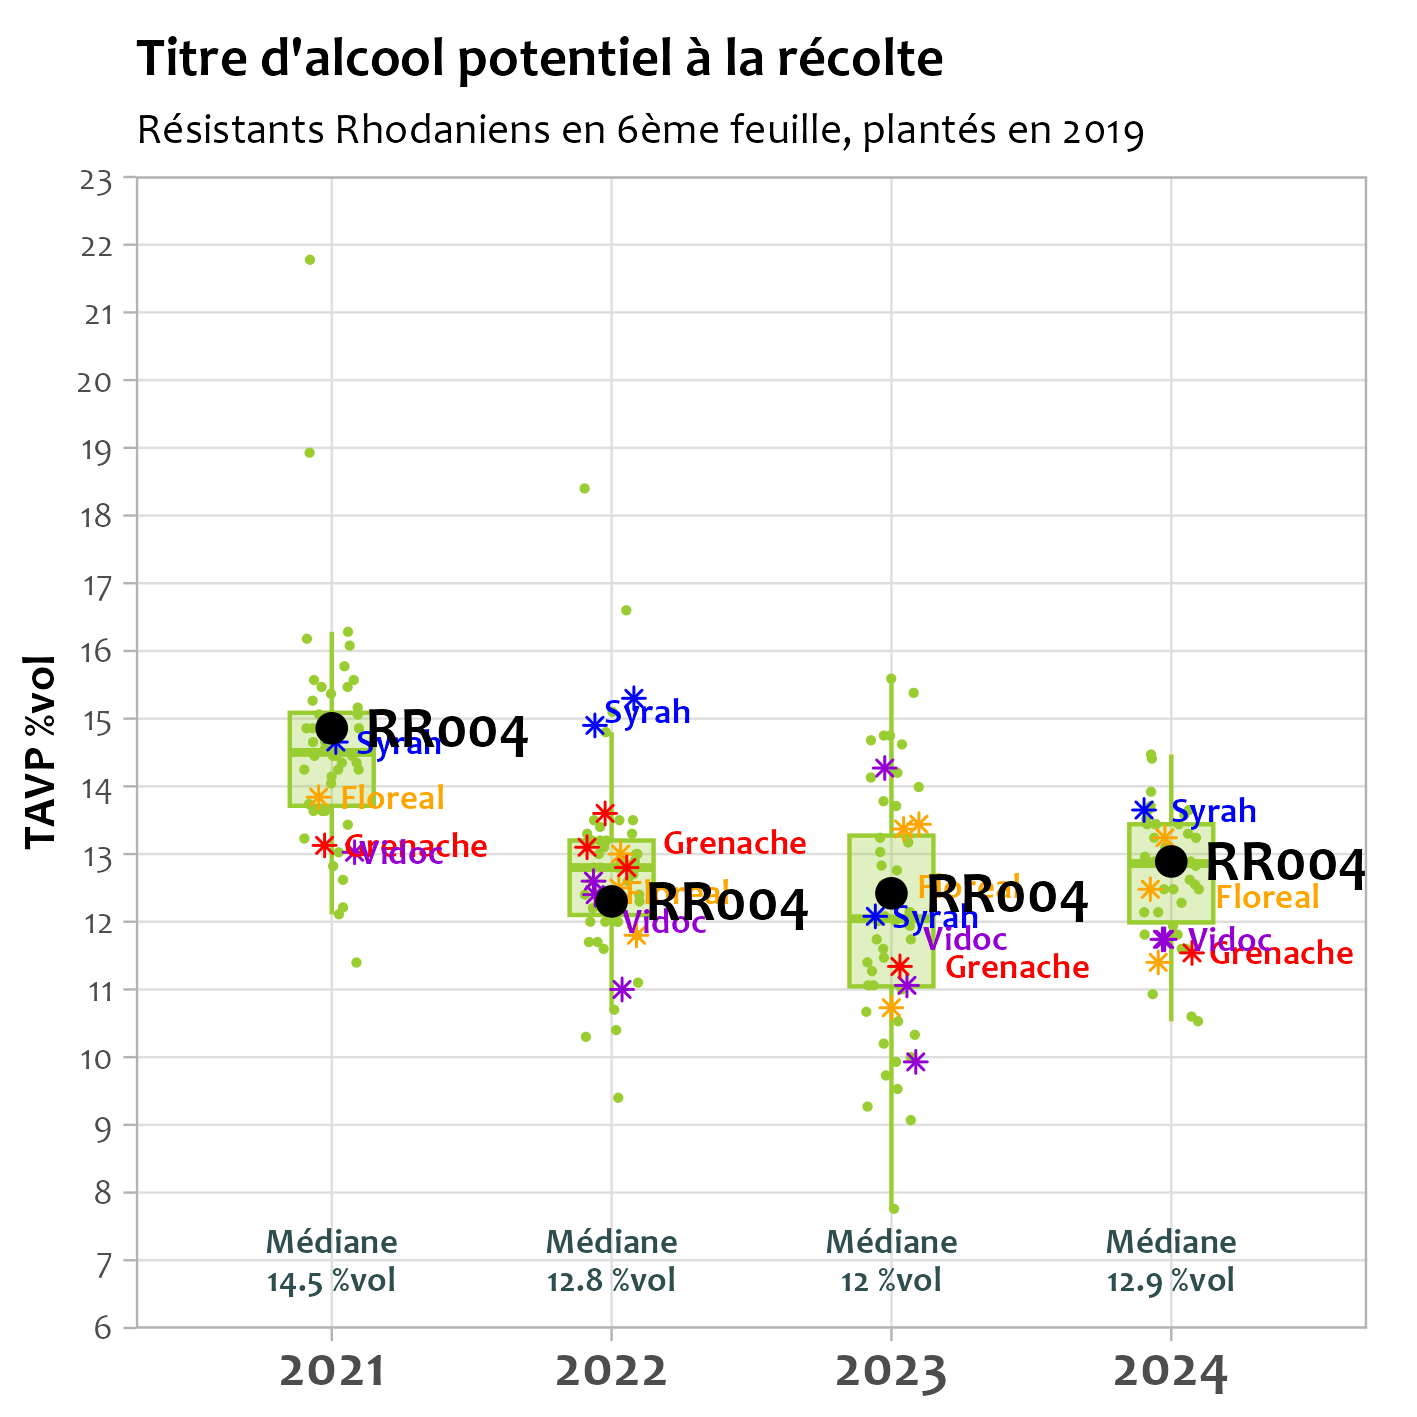 Titre d'alcool potentiel à la récolte
Résistants Rhodaniens en 6ème feuille, plantés en 2019
TAVP %vol
23
22
21
20
19
18
17
16
15
14
13
12
11
10
9
8
7
6
RR004
Syrah
Floreal
Grenache
Vidoc
Syrah
Grenache
Floreal
RR004
Vidoc
Floreal
RR004
Syrah
Vidoc
Grenache
Syrah
RR004
Floreal
Vidoc
Grenache
Médiane
14.5 %vol
Médiane
12.8 %vol
Médiane
12 %vol
Médiane
12.9 %vol
2021
2022
2023
2024